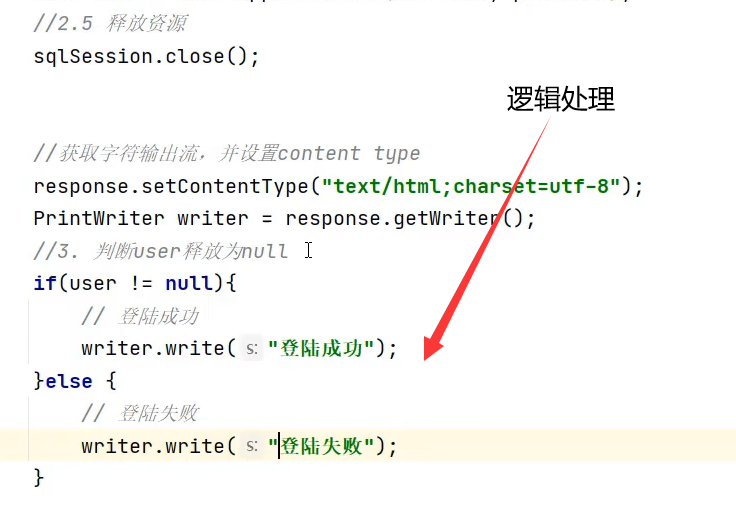 //2.5 释放资源
sqlSession.close();
逻辑处理
//获取字符输出流，并设置content type
response.setContentType("text/html;charset=utf-8");
PrintWriter writer = response.getWriter();
//3. 判断user释放为null
if(user != null){
// 登陆成功
writer.write( s: "登陆成功");
}else {
// 登陆失败
writer.write( s: "登陆失败");
}